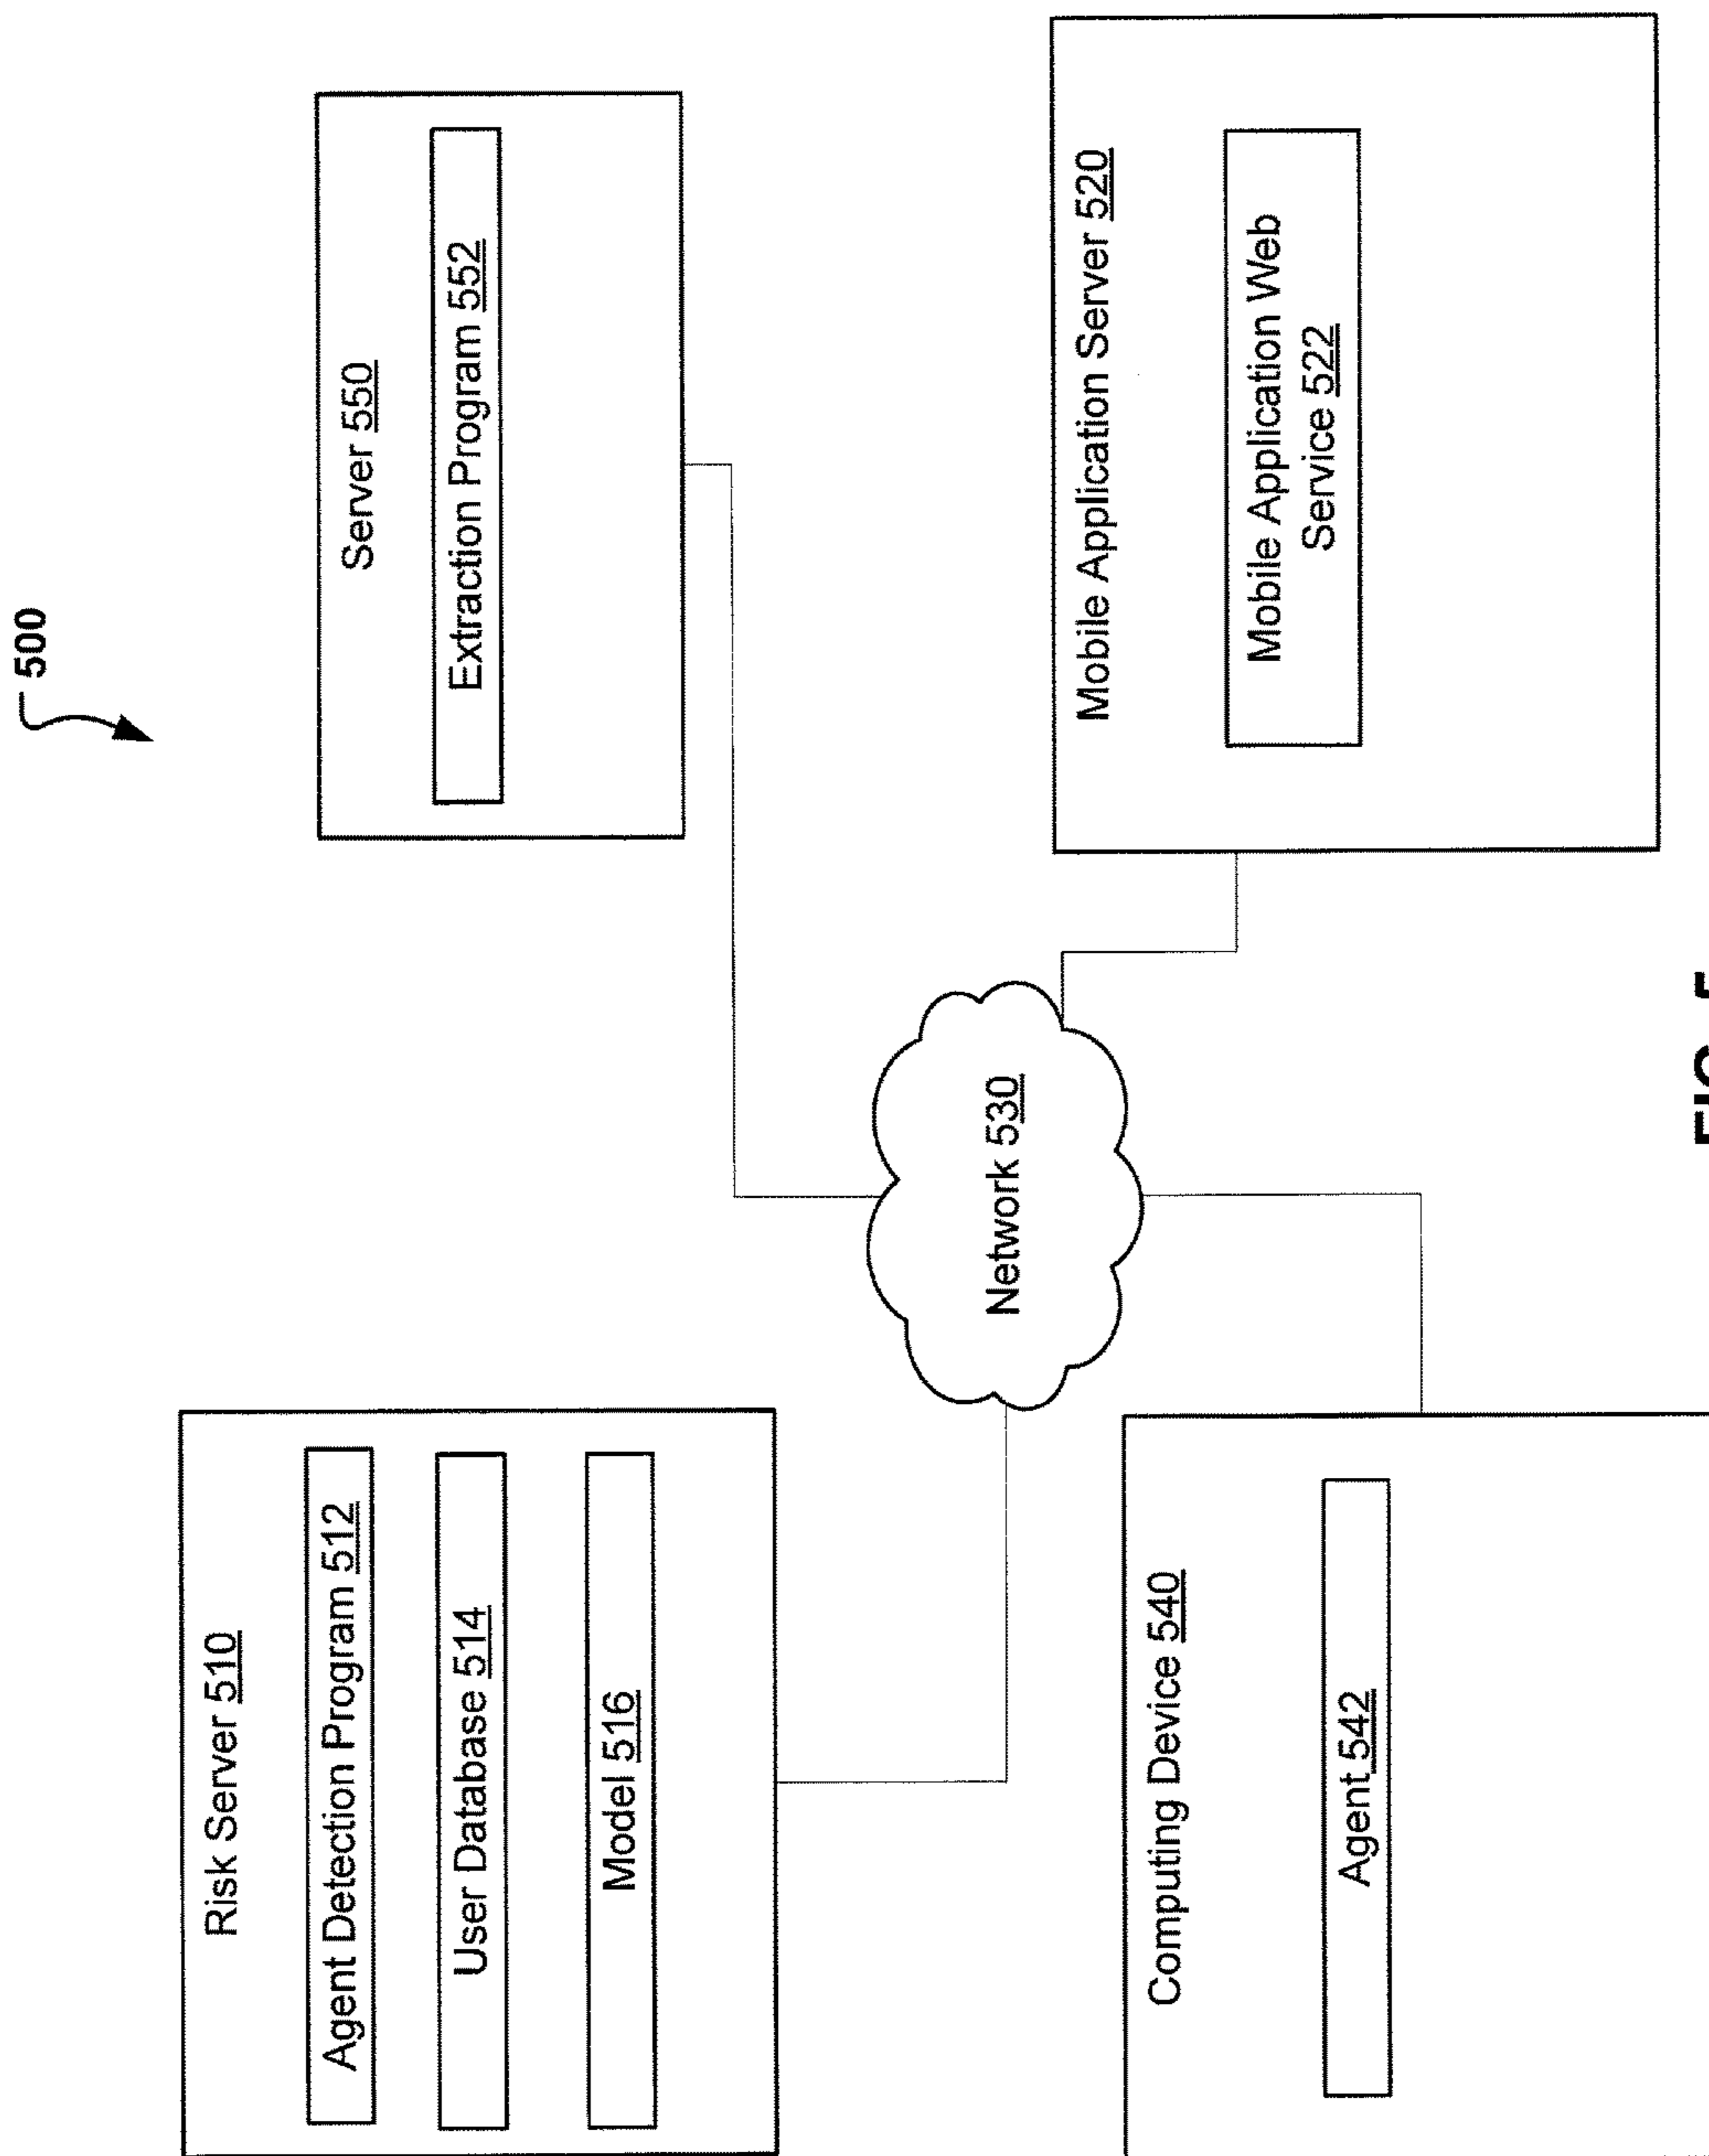 500
Risk Server 510
Agent Detection Program 512
User Database 514
Model 516
Server 550
Extraction Program 552
Network 530
Computing Device 540
Agent 542
Mobile Application Server 520
Mobile Application Web
Service 522